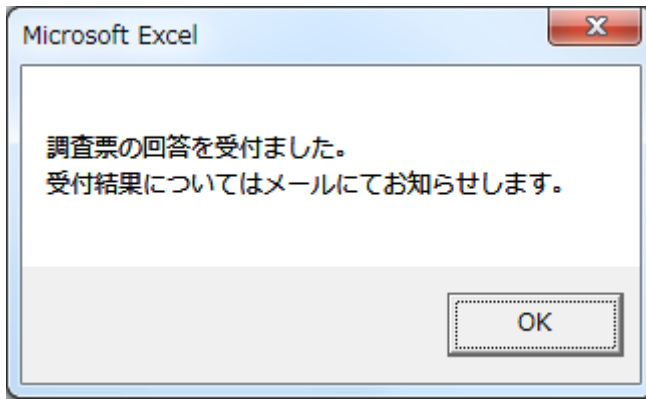 Microsoft Excel
調査票の回答を受付ました。
受付結果についてはメールにてお知らせします。
OK